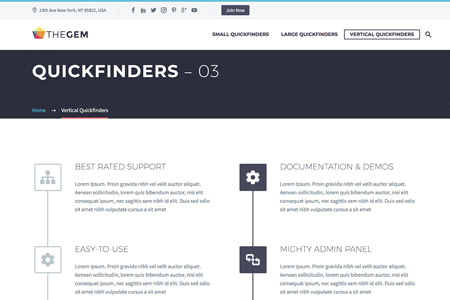 19th Ave New York, NY 95822, USA
Join Now
THEGEM
SMALL QUICKFINDERS
LARGE QUICKFINDERS
VERTICAL QUICKFINDERS
QUICKFINDERS – 03
Home → Vertical Quickfinders
BEST RATED SUPPORT
Lorem Ipsum. Proin gravida nibh vel velit auctor aliquet.
Aenean sollicitudin, lorem quis bibendum auctor, nisi elit
consequat ipsum, nec sagittis sem nibh id elit. Duis sed odio
sit amet nibh vulputate cursus a sit amet
DOCUMENTATION & DEMOS
Lorem Ipsum. Proin gravida nibh vel velit auctor aliquet.
Aenean sollicitudin, lorem quis bibendum auctor, nisi elit
consequat ipsum, nec sagittis sem nibh id elit. Duis sed odio
sit amet nibh vulputate cursus a sit amet
EASY-TO-USE
Lorem Ipsum. Proin gravida nibh vel velit auctor aliquet.
Aenean sollicitudin, lorem quis bibendum auctor, nisi elit
consequat ipsum, nec sagittis sem nibh id elit. Duis sed odio
sit amet nibh vulputate cursus a sit amet
MIGHTY ADMIN PANEL
Lorem Ipsum. Proin gravida nibh vel velit auctor aliquet.
Aenean sollicitudin, lorem quis bibendum auctor, nisi elit
consequat ipsum, nec sagittis sem nibh id elit. Duis sed odio
sit amet nibh vulputate cursus a sit amet